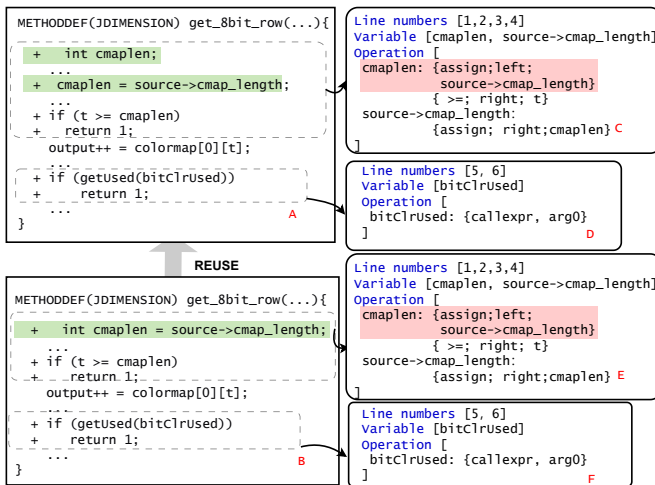 METHODDEF(JDIMENSION) get_8bit_row(...){
+ int cmaplen;
...
+ cmaplen = source->cmap_length;
...
+ if (t >= cmaplen)
+ return 1;
output++ = colormap[0][t];
...
+ if (getUsed(bitClrUsed))
+ return 1;
...
}
A
Line numbers [1,2,3,4]
Variable [cmaplen, source->cmap_length]
Operation [
cmaplen: {assign;left;
source->cmap_length}
{ >=; right; t}
source->cmap_length:
{assign; right;cmaplen}
]
C
Line numbers [5, 6]
Variable [bitClrUsed]
Operation [
bitClrUsed: {callexpr, arg0}
]
D
REUSE
METHODDEF(JDIMENSION) get_8bit_row(...){
+ int cmaplen = source->cmap_length;
...
+ if (t >= cmaplen)
+ return 1;
output++ = colormap[0][t];
...
+ if (getUsed(bitClrUsed))
+ return 1;
...
}
B
Line numbers [1,2,3,4]
Variable [cmaplen, source->cmap_length]
Operation [
cmaplen: {assign;left;
source->cmap_length}
{ >=; right; t}
source->cmap_length:
{assign; right;cmaplen}
]
E
Line numbers [5, 6]
Variable [bitClrUsed]
Operation [
bitClrUsed: {callexpr, arg0}
]
F